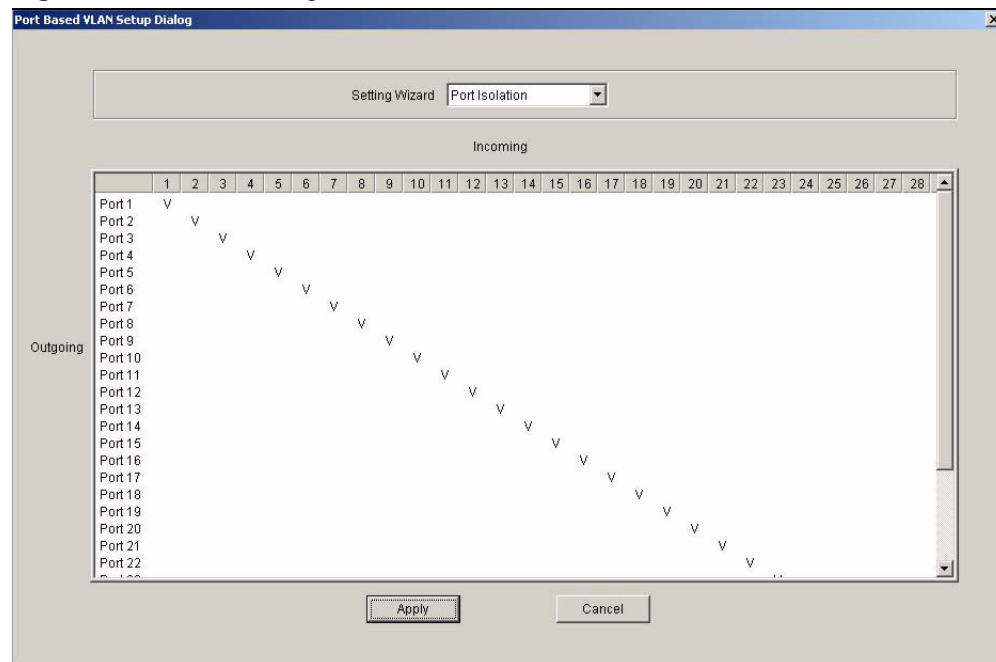 Port Based VLAN Setup Dialog
Setting Wizard Port Isolation
Incoming
1 2 3 4 5 6 7 8 9 10 11 12 13 14 15 16 17 18 19 20 21 22 23 24 25 26 27 28
Port 1 V
Port 2 V
Port 3 V
Port 4 V
Port 5 V
Port 6 V
Port 7 V
Port 8 V
Port 9 V
Outgoing
Port 10 V
Port 11 V
Port 12 V
Port 13 V
Port 14 V
Port 15 V
Port 16 V
Port 17 V
Port 18 V
Port 19 V
Port 20 V
Port 21 V
Port 22 V
Apply Cancel